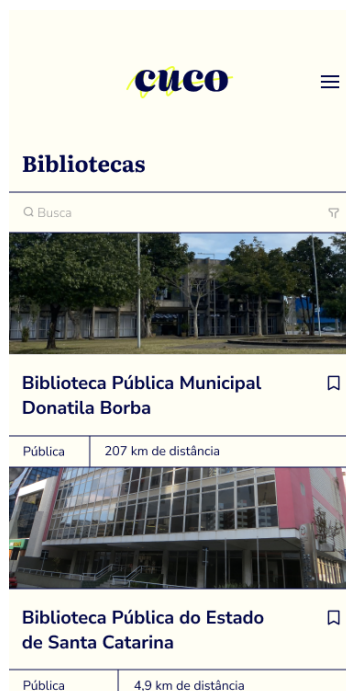 cuco
Bibliotecas
Busca
Biblioteca Pública Municipal
Donatila Borba
Pública
207 km de distância
Biblioteca Pública do Estado
de Santa Catarina
Pública
4,9 km de distância